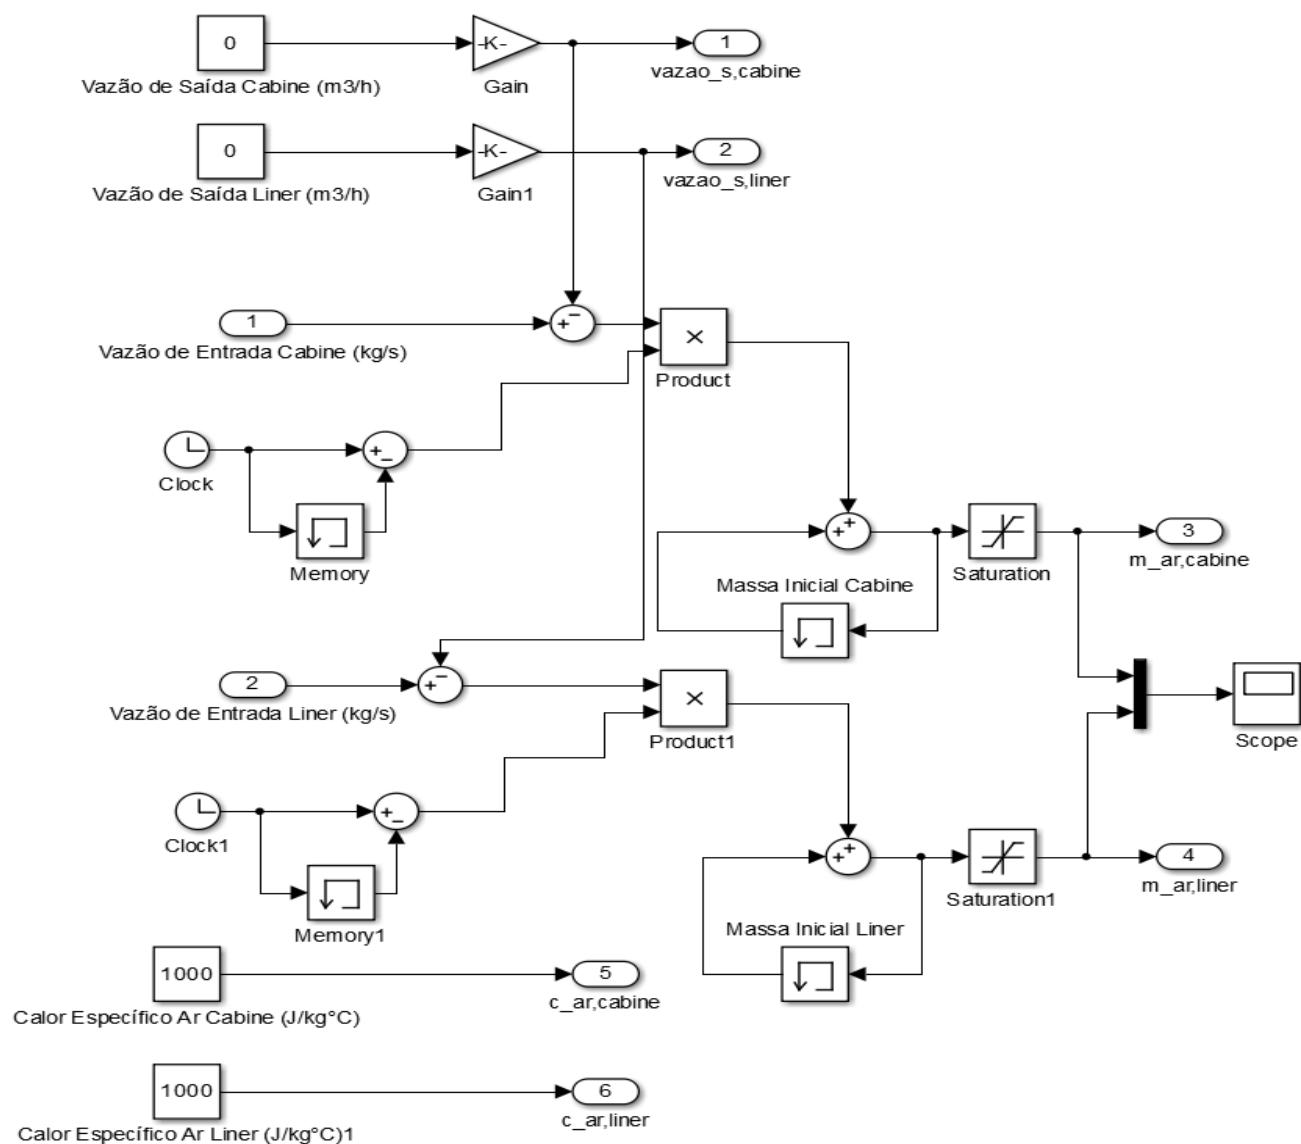 0
-K-
1
Vazão de Saída Cabine (m3/h)
Gain
vazao_s,cabine
0
-K-
2
Vazão de Saída Liner (m3/h)
Gain1
vazao_s,liner
1
Vazão de Entrada Cabine (kg/s)
+
−
×
Product
Clock
+
−
Memory
+
+
Saturation
3
m_ar,cabine
Massa Inicial Cabine
2
Vazão de Entrada Liner (kg/s)
+
−
×
Product1
Scope
Clock1
+
−
Memory1
+
+
Saturation1
4
m_ar,liner
Massa Inicial Liner
1000
5
Calor Específico Ar Cabine (J/kg°C)
c_ar,cabine
1000
6
Calor Específico Ar Liner (J/kg°C)1
c_ar,liner